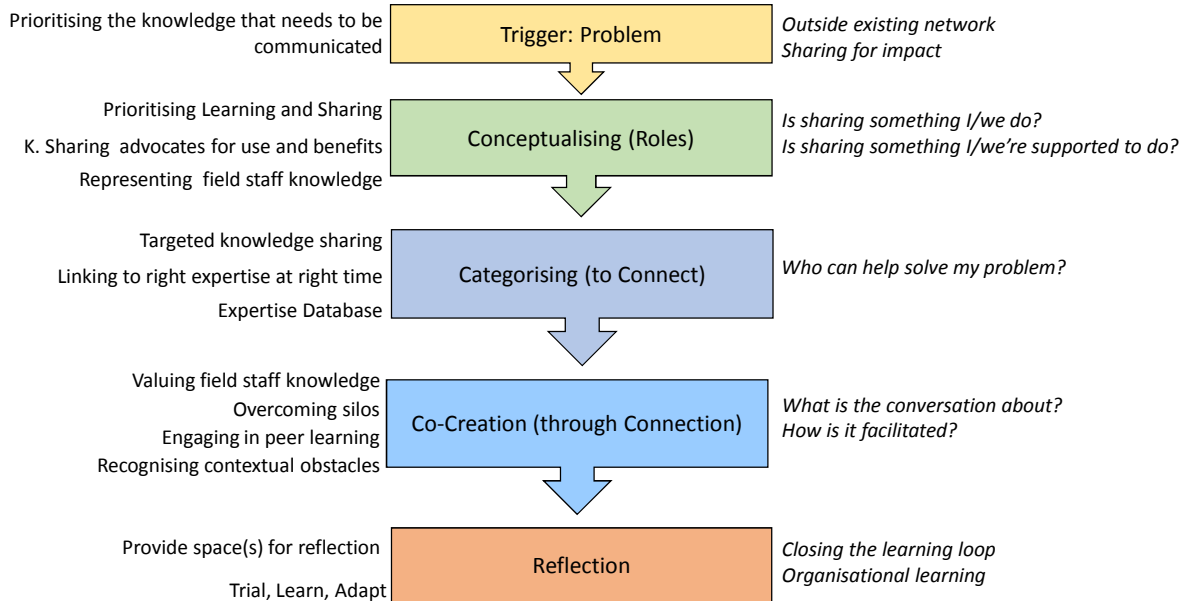 Prioritising the knowledge that needs to be
communicated
Trigger: Problem
Outside existing network
Sharing for impact
Prioritising Learning and Sharing
K. Sharing advocates for use and benefits
Representing field staff knowledge
Conceptualising (Roles)
Is sharing something I/we do?
Is sharing something I/we're supported to do?
Targeted knowledge sharing
Linking to right expertise at right time
Expertise Database
Categorising (to Connect)
Who can help solve my problem?
Valuing field staff knowledge
Overcoming silos
Engaging in peer learning
Recognising contextual obstacles
Co-Creation (through Connection)
What is the conversation about?
How is it facilitated?
Provide space(s) for reflection
Trial, Learn, Adapt
Reflection
Closing the learning loop
Organisational learning